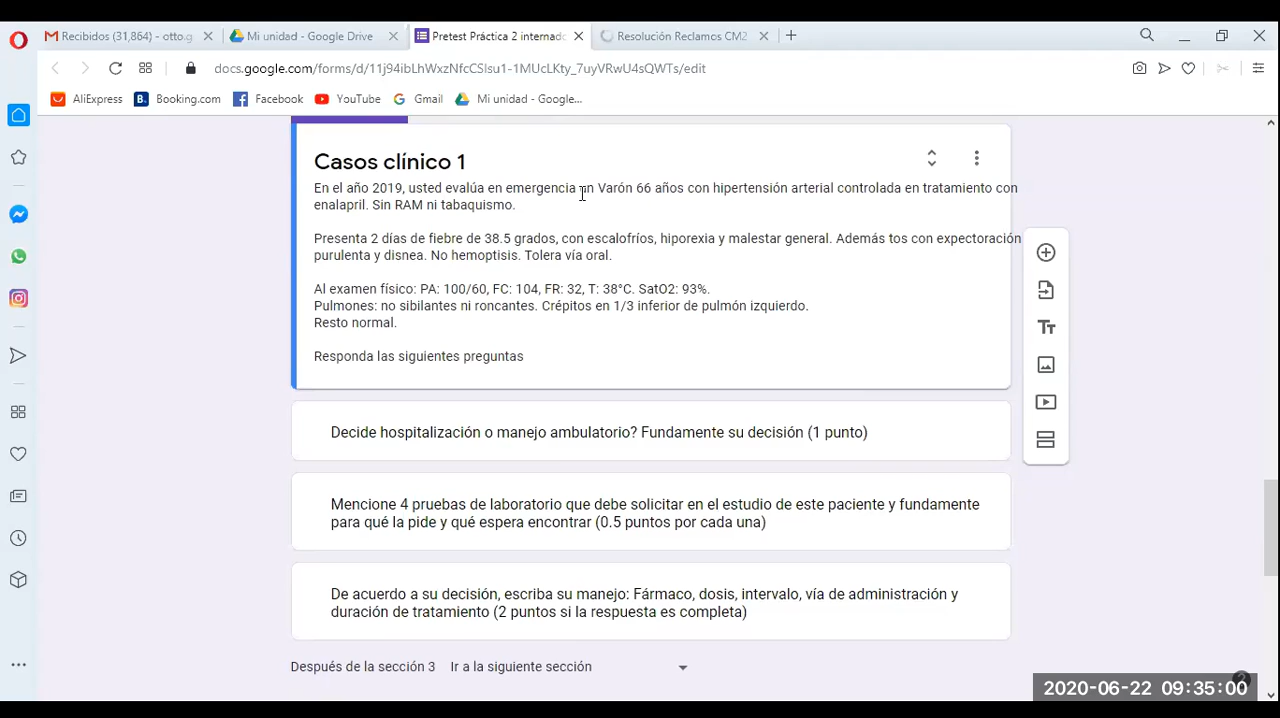 Recibidos (31,864) - otto.g
Mi unidad - Google Drive
Pretest Práctica 2 internado
Resolución Reclamos CM2
docs.google.com/forms/d/11j94ibLhWxzNfcCSlsu1-1MUcLKty_7uyVRwU4sQWTs/edit
AliExpress
Booking.com
Facebook
YouTube
Gmail
Mi unidad - Google...
Casos clínico 1
En el año 2019, usted evalúa en emergencia un Varón 66 años con hipertensión arterial controlada en tratamiento con
enalapril. Sin RAM ni tabaquismo.
Presenta 2 días de fiebre de 38.5 grados, con escalofríos, hiporexia y malestar general. Además tos con expectoración
purulenta y disnea. No hemoptisis. Tolera vía oral.
Al examen físico: PA: 100/60, FC: 104, FR: 32, T: 38°C. SatO2: 93%.
Pulmones: no sibilantes ni roncantes. Crépitos en 1/3 inferior de pulmón izquierdo.
Resto normal.
Responda las siguientes preguntas
Decide hospitalización o manejo ambulatorio? Fundamente su decisión (1 punto)
Mencione 4 pruebas de laboratorio que debe solicitar en el estudio de este paciente y fundamente
para qué la pide y qué espera encontrar (0.5 puntos por cada una)
De acuerdo a su decisión, escriba su manejo: Fármaco, dosis, intervalo, vía de administración y
duración de tratamiento (2 puntos si la respuesta es completa)
Después de la sección 3 Ir a la siguiente sección
2020-06-22 09:35:00